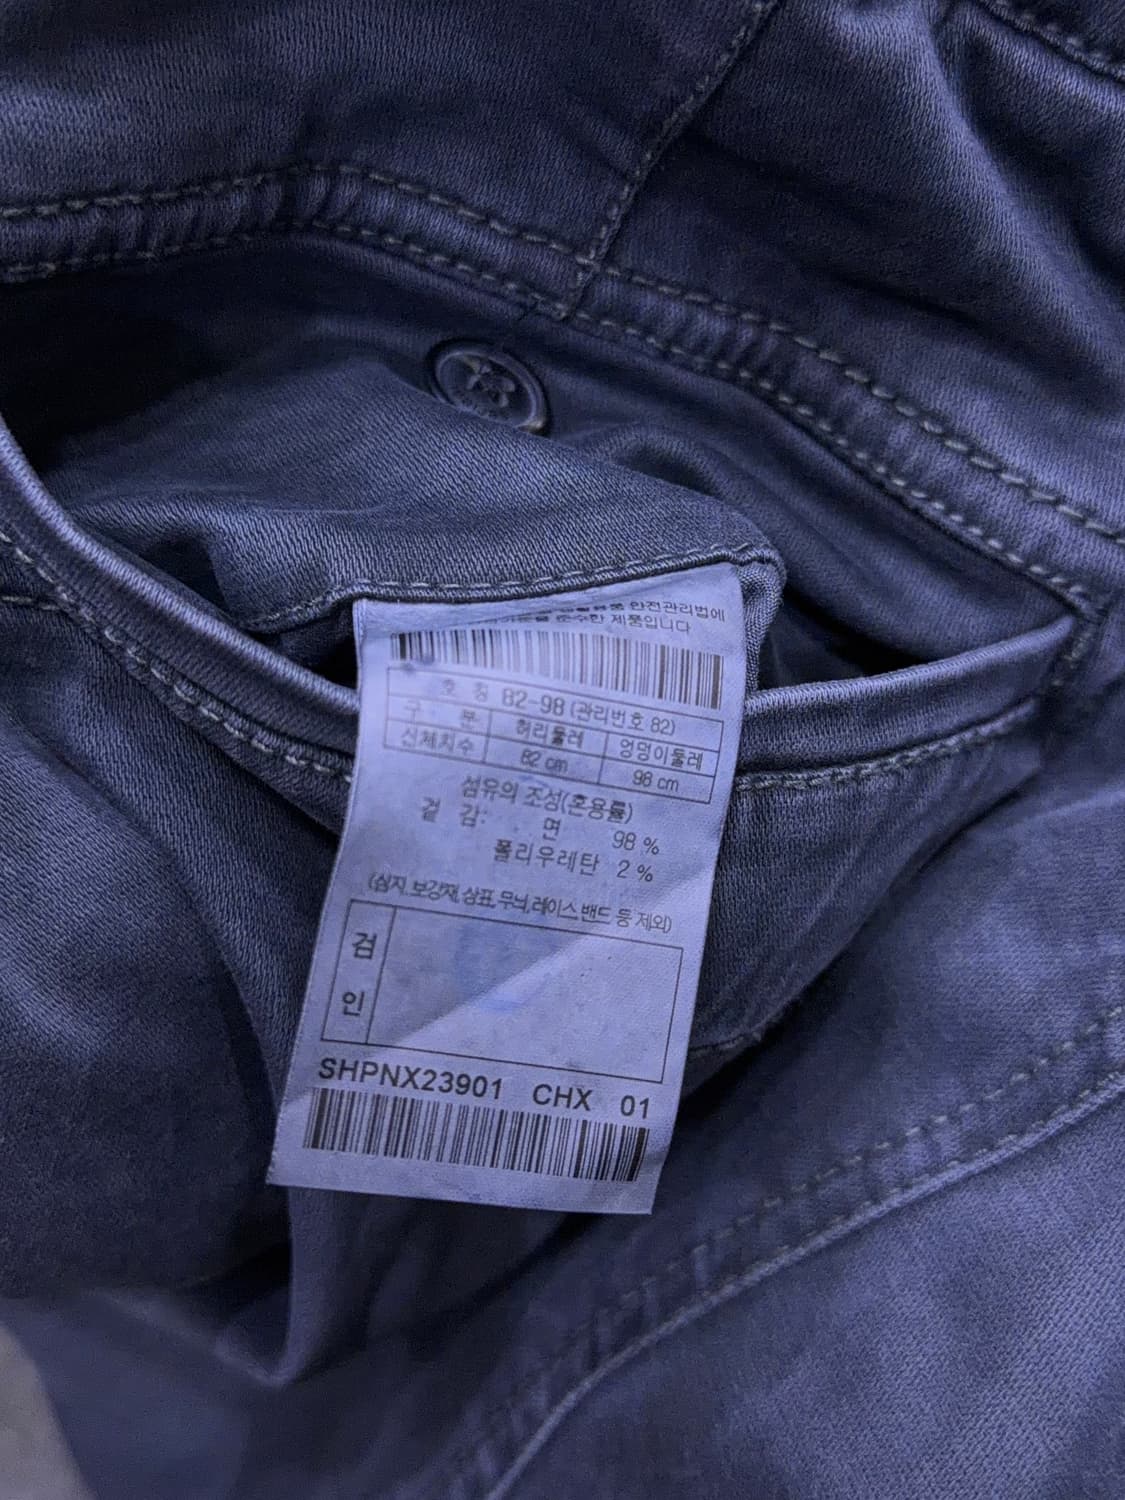 안전관리법에
준수한 제품입니다
호 칭 82-98 (관리번호 82)
구 분 허리둘레 엉덩이둘레
신체치수 82 cm 98 cm
섬유의 조성(혼용률)
겉 감: 면 98 %
폴리우레탄 2 %
(심지,보강재,상표,무늬,레이스,밴드 등 제외)
검
인
SHPNX23901 CHX 01